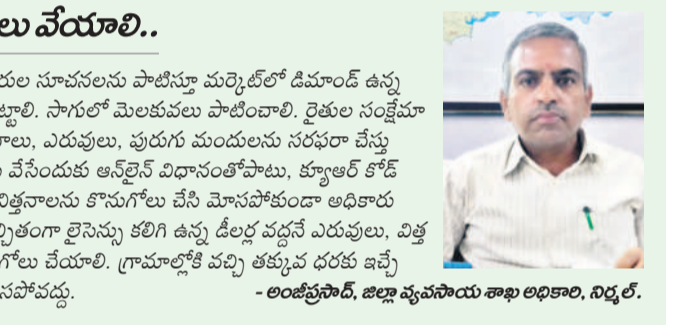 లు వేయాలి..
రుల సూచనలను పాటిస్తూ మార్కెట్‌లో డిమాండ్ ఉన్న
ట్టాలి. సాగులో మెలకువలు పాటించాలి. రైతుల సంక్షేమా
నాలు, ఎరువులు, పురుగు మందులను సరఫరా చేస్తు
వేసేందుకు ఆన్‌లైన్ విధానంతోపాటు, క్యూఆర్ కోడ్
విత్తనాలను కొనుగోలు చేసి మోసపోకుండా అధికారు
చ్చితంగా లైసెన్సు కలిగి ఉన్న డీలర్ల వద్దనే ఎరువులు, విత్త
గోలు చేయాలి. గ్రామాల్లోకి వచ్చి తక్కువ ధరకు ఇచ్చే
సపోవద్దు.
- అంజీప్రసాద్, జిల్లా వ్యవసాయ శాఖ అధికారి, నిర్మల్.